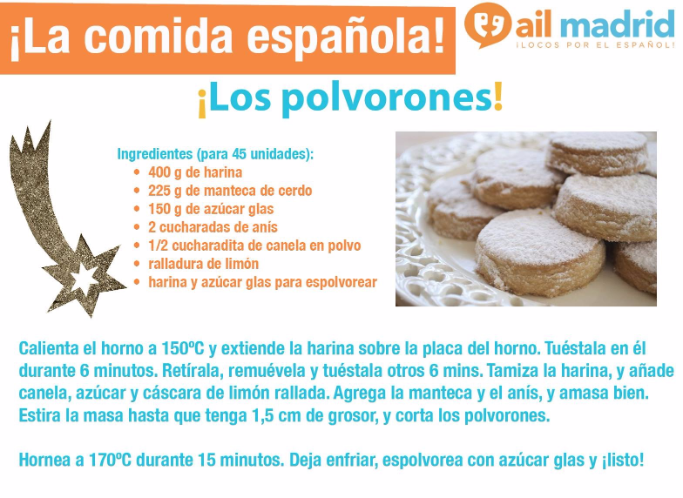 ¡La comida española!
ail madrid
¡LOCOS POR EL ESPAÑOL!
¡Los polvorones!
Ingredientes (para 45 unidades):
• 400 g de harina
• 225 g de manteca de cerdo
• 150 g de azúcar glas
• 2 cucharadas de anís
• 1/2 cucharadita de canela en polvo
• ralladura de limón
• harina y azúcar glas para espolvorear
Calienta el horno a 150ºC y extiende la harina sobre la placa del horno. Tuéstala en él
durante 6 minutos. Retírala, remuévela y tuéstala otros 6 mins. Tamiza la harina, y añade
canela, azúcar y cáscara de limón rallada. Agrega la manteca y el anís, y amasa bien.
Estira la masa hasta que tenga 1,5 cm de grosor, y corta los polvorones.
Hornea a 170ºC durante 15 minutos. Deja enfriar, espolvorea con azúcar glas y ¡listo!